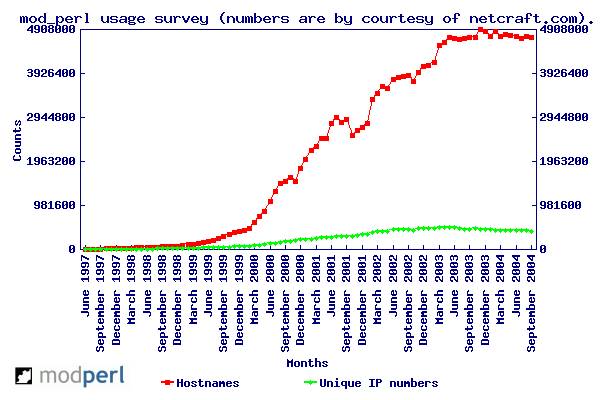 mod_perl usage survey (numbers are by courtesy of netcraft.com).
4908000 4908000
3926400 3926400
2944800 2944800
1963200 1963200
981600 981600
0 0
Counts
June 1997
September 1997
December 1997
March 1998
June 1998
September 1998
December 1998
March 1999
June 1999
September 1999
December 1999
March 2000
June 2000
September 2000
December 2000
March 2001
June 2001
September 2001
December 2001
March 2002
June 2002
September 2002
December 2002
March 2003
June 2003
September 2003
December 2003
March 2004
June 2004
September 2004
Months
modperl
Hostnames Unique IP numbers